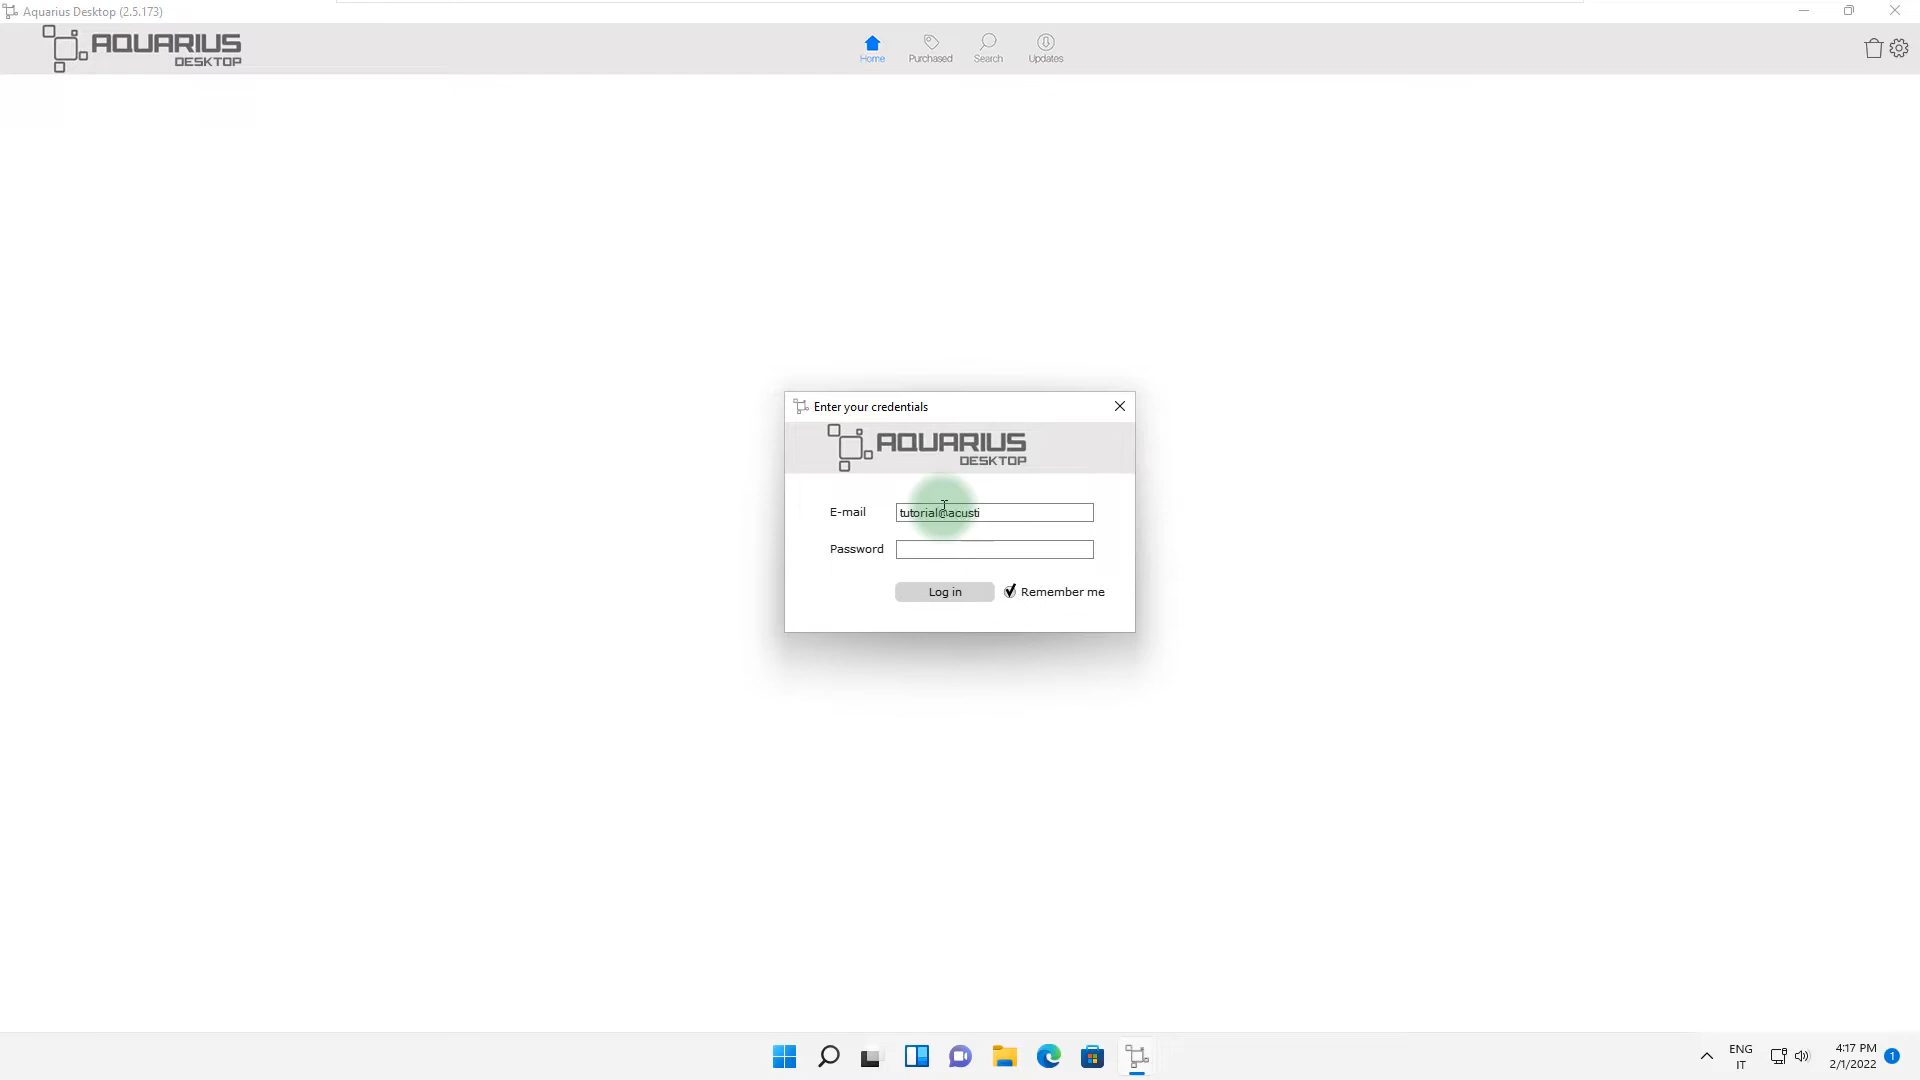 Aquarius Desktop (2.5.173)
AQUARIUS
DESKTOP
Home
Purchased
Search
Updates
Enter your credentials
AQUARIUS
DESKTOP
E-mail
tutorial@acusti
Password
Log in
Remember me
ENG
IT
4:17 PM
2/1/2022
1